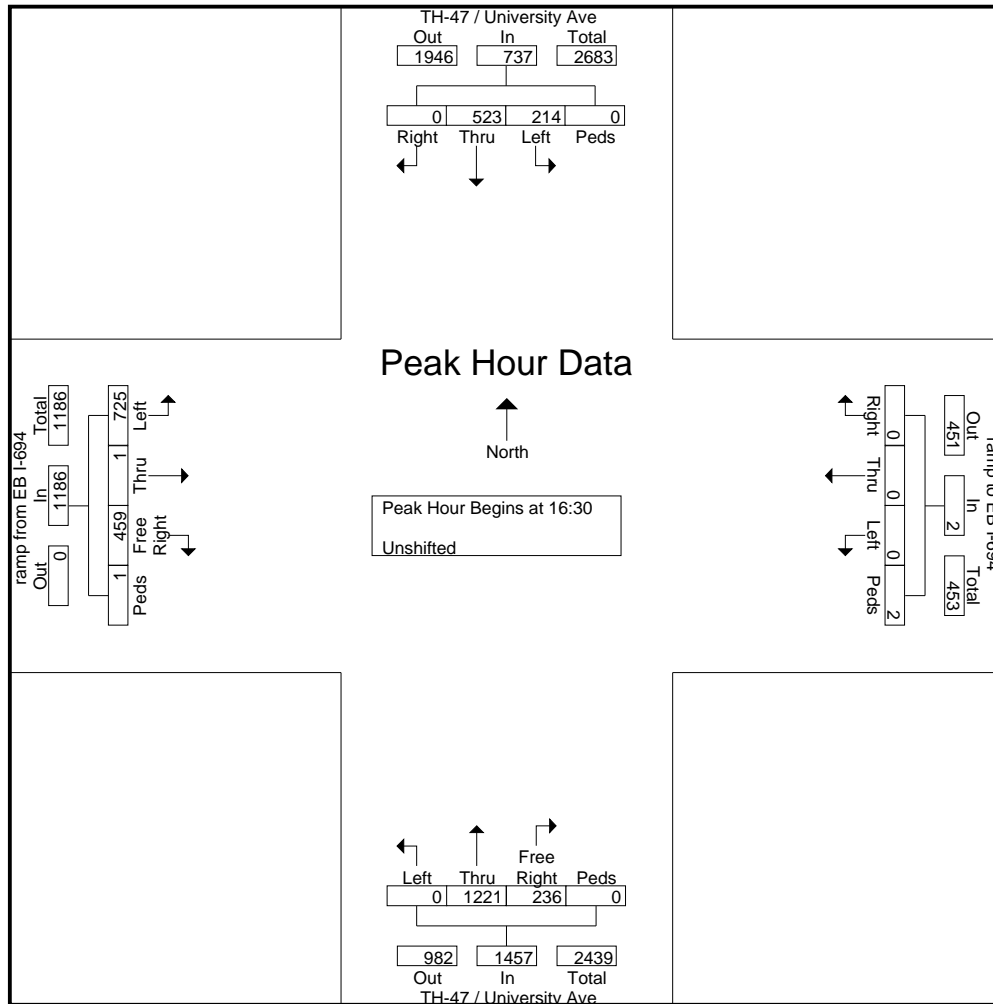 TH-47 / University Ave
Out In Total
1946 737 2683
0 523 214 0
Right Thru Left Peds
Peak Hour Data
North
Peak Hour Begins at 16:30
Unshifted
ramp from EB I-694
Out In Total
0 1186 1186
725 1 459 1
Left Thru Free Right Peds
ramp to EB I-694
Out In Total
451 2 453
Right Thru Left Peds
0 0 0 2
Free
Left Thru Right Peds
0 1221 236 0
982 1457 2439
Out In Total
TH-47 / University Ave